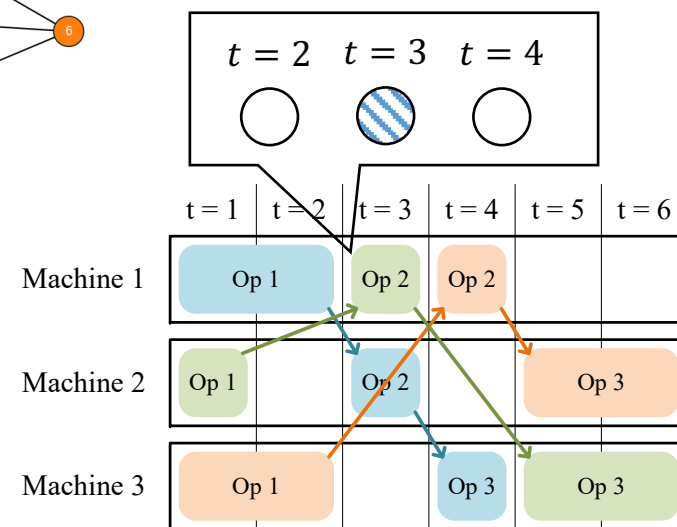 6
t = 2 t = 3 t = 4
t = 1 t = 2 t = 3 t = 4 t = 5 t = 6
Machine 1 Op 1 Op 2 Op 2
Machine 2 Op 1 Op 2 Op 3
Machine 3 Op 1 Op 3 Op 3